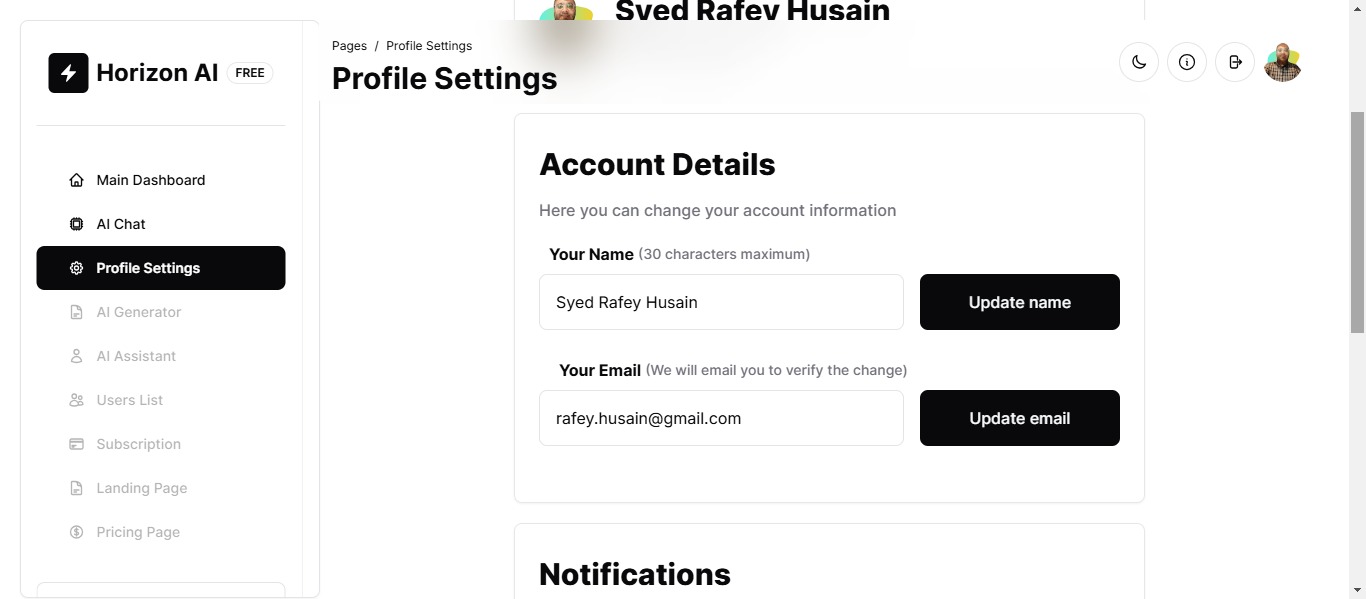 Syed Rafey Husain
Horizon AI FREE
Main Dashboard
AI Chat
Profile Settings
AI Generator
AI Assistant
Users List
Subscription
Landing Page
Pricing Page
Pages / Profile Settings
Profile Settings
Account Details
Here you can change your account information
Your Name (30 characters maximum)
Syed Rafey Husain
Update name
Your Email (We will email you to verify the change)
rafey.husain@gmail.com
Update email
Notifications